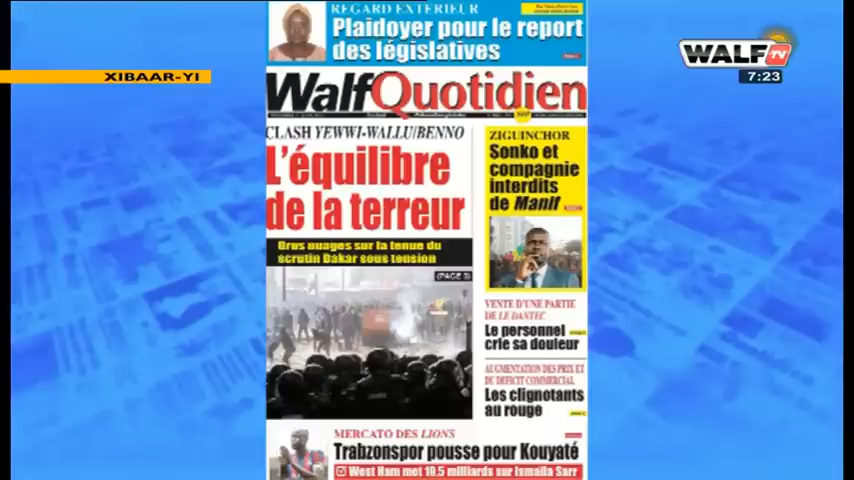 REGARD EXTÉRIEUR
Plaidoyer pour le report
des législatives
WALF TV
7:23
XIBAAR-YI
WalfQuotidien
CLASH YEWWI-WALLU/BENNO
L'équilibre
de la terreur
Gros nuages sur la tenue du
scrutin Dakar sous tension
(PAGE 3)
ZIGUINCHOR
Sonko et
compagnie
interdits
de Manif
VENTE D'UNE PARTIE
DE LE DANTEC
Le personnel
crie sa douleur
AUGMENTATION DES PRIX ET
DU DÉFICIT COMMERCIAL
Les clignotants
au rouge
MERCATO DES LIONS
Trabzonspor pousse pour Kouyaté
West Ham met 19.5 milliards sur Ismaïla Sarr